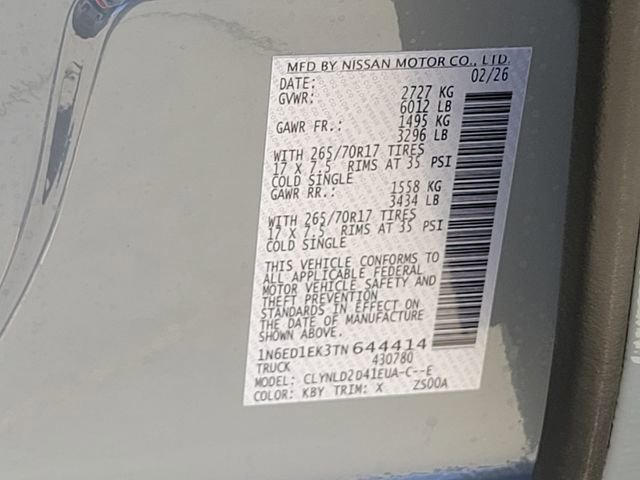 MFD BY NISSAN MOTOR CO., LTD.
DATE: 02/26
GVWR: 2727 KG
6012 LB
GAWR FR.: 1495 KG
3296 LB
WITH 265/70R17 TIRES
17 X 7.5 RIMS AT 35 PSI
COLD SINGLE
GAWR RR.: 1558 KG
3434 LB
WITH 265/70R17 TIRES
17 X 7.5 RIMS AT 35 PSI
COLD SINGLE
THIS VEHICLE CONFORMS TO
ALL APPLICABLE FEDERAL
MOTOR VEHICLE SAFETY AND
THEFT PREVENTION
STANDARDS IN EFFECT ON
THE DATE OF MANUFACTURE
SHOWN ABOVE.
1N6ED1EK3TN644414
TRUCK 430780
MODEL: CLYNLD2D41EUA-C--E
COLOR: KBY TRIM: X ZS00A